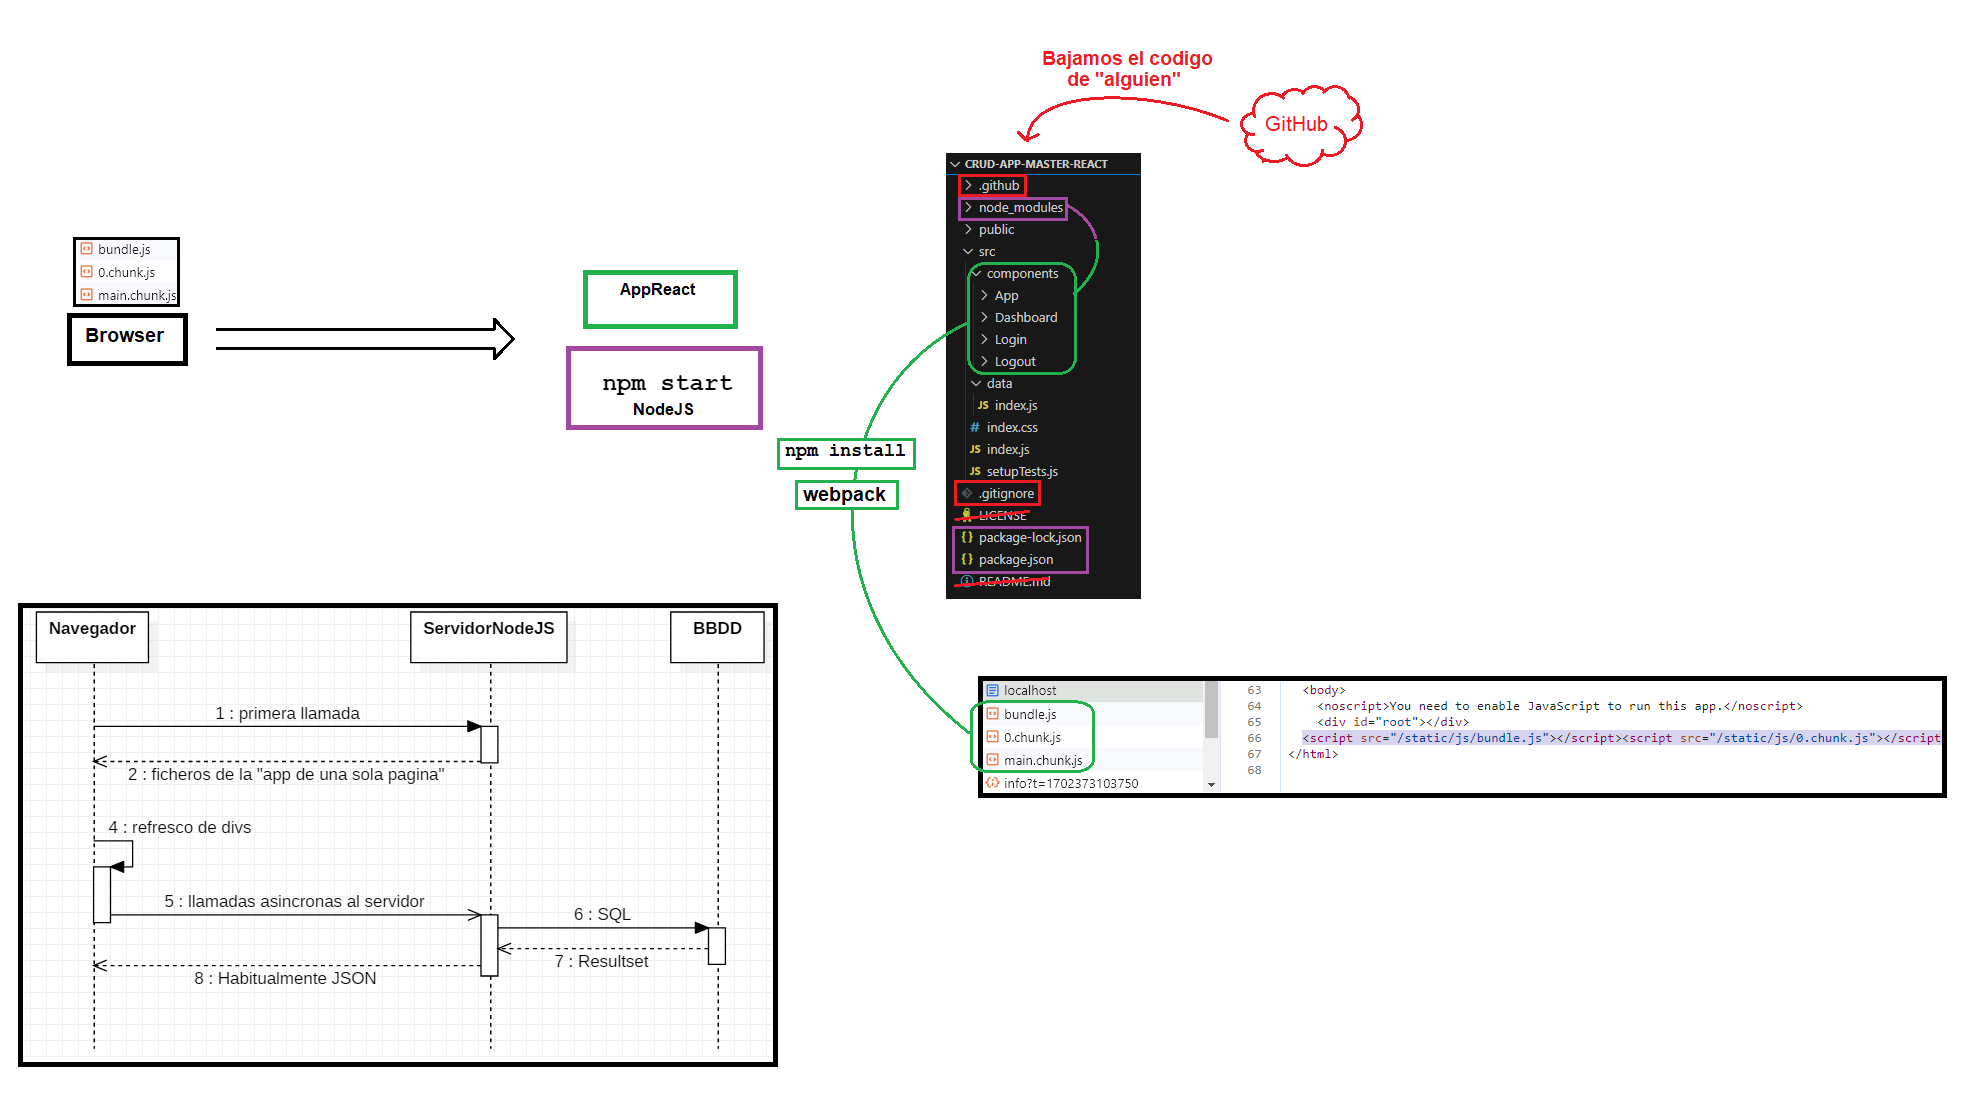 Bajamos el codigo
de "alguien"
GitHub
CRUD-APP-MASTER-REACT
.github
node_modules
public
src
components
App
Dashboard
Login
Logout
data
JS index.js
# index.css
JS index.js
JS setupTests.js
.gitignore
LICENSE
{} package-lock.json
{} package.json
README.md
bundle.js
0.chunk.js
main.chunk.js
Browser
AppReact
npm start
NodeJS
npm install
webpack
Navegador
ServidorNodeJS
BBDD
1 : primera llamada
2 : ficheros de la "app de una sola pagina"
4 : refresco de divs
5 : llamadas asincronas al servidor
6 : SQL
7 : Resultset
8 : Habitualmente JSON
localhost
bundle.js
0.chunk.js
main.chunk.js
info?t=1702373103750
63 <body>
64 <noscript>You need to enable JavaScript to run this app.</noscript>
65 <div id="root"></div>
66 <script src="/static/js/bundle.js"></script><script src="/static/js/0.chunk.js"></script
67 </html>
68